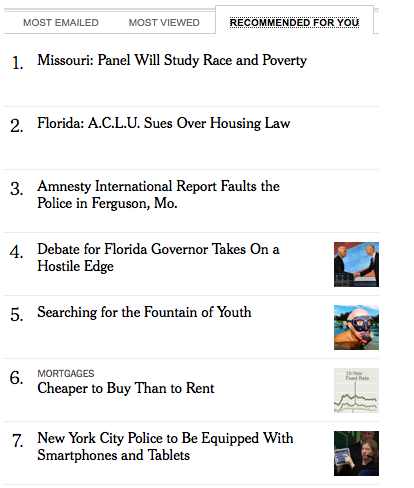 MOST EMAILED MOST VIEWED RECOMMENDED FOR YOU
1. Missouri: Panel Will Study Race and Poverty
2. Florida: A.C.L.U. Sues Over Housing Law
3. Amnesty International Report Faults the
Police in Ferguson, Mo.
4. Debate for Florida Governor Takes On a
Hostile Edge
5. Searching for the Fountain of Youth
6. MORTGAGES
Cheaper to Buy Than to Rent
15-Year
Fixed Rate
7. New York City Police to Be Equipped With
Smartphones and Tablets